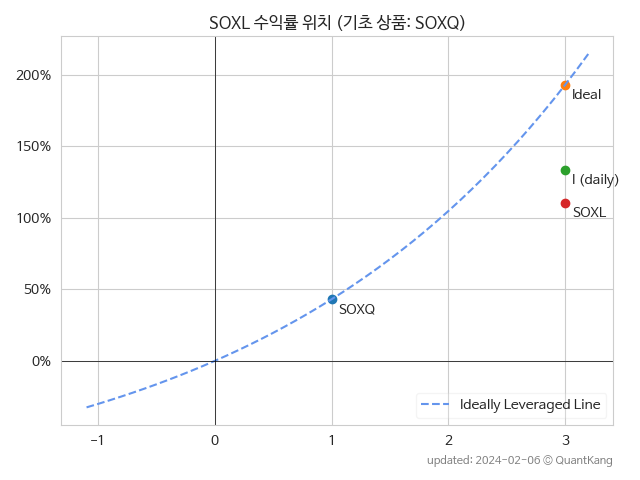 SOXL 수익률 위치 (기초 상품: SOXQ)
200%
150%
100%
50%
0%
Ideal
I (daily)
SOXL
SOXQ
Ideally Leveraged Line
−1
0
1
2
3
updated: 2024-02-06 © QuantKang